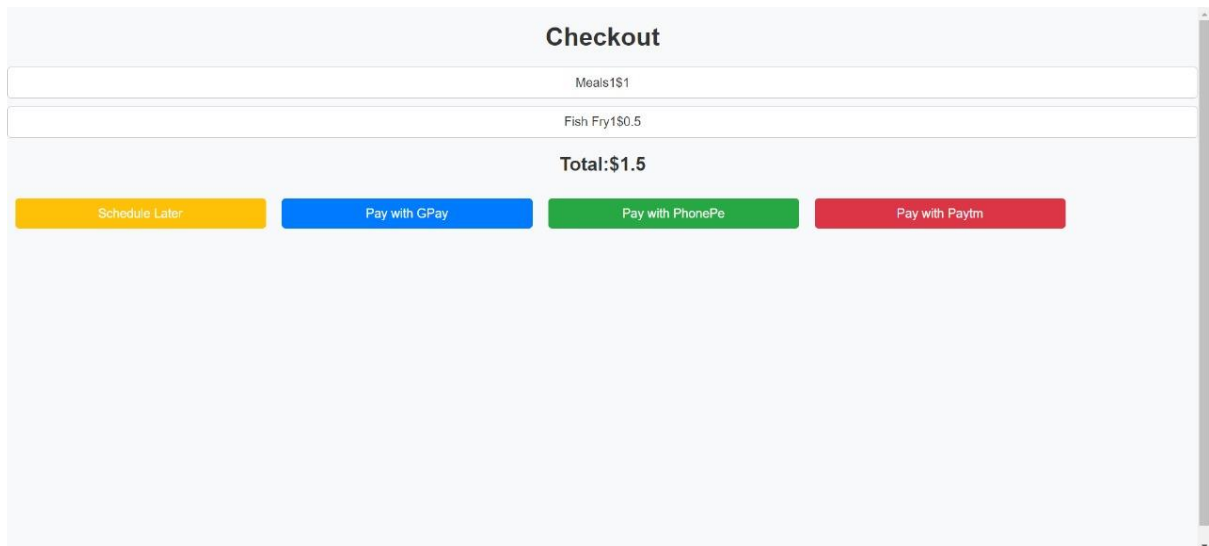 Checkout
Meals1$1
Fish Fry1$0.5
Total:$1.5
Schedule Later Pay with GPay Pay with PhonePe Pay with Paytm